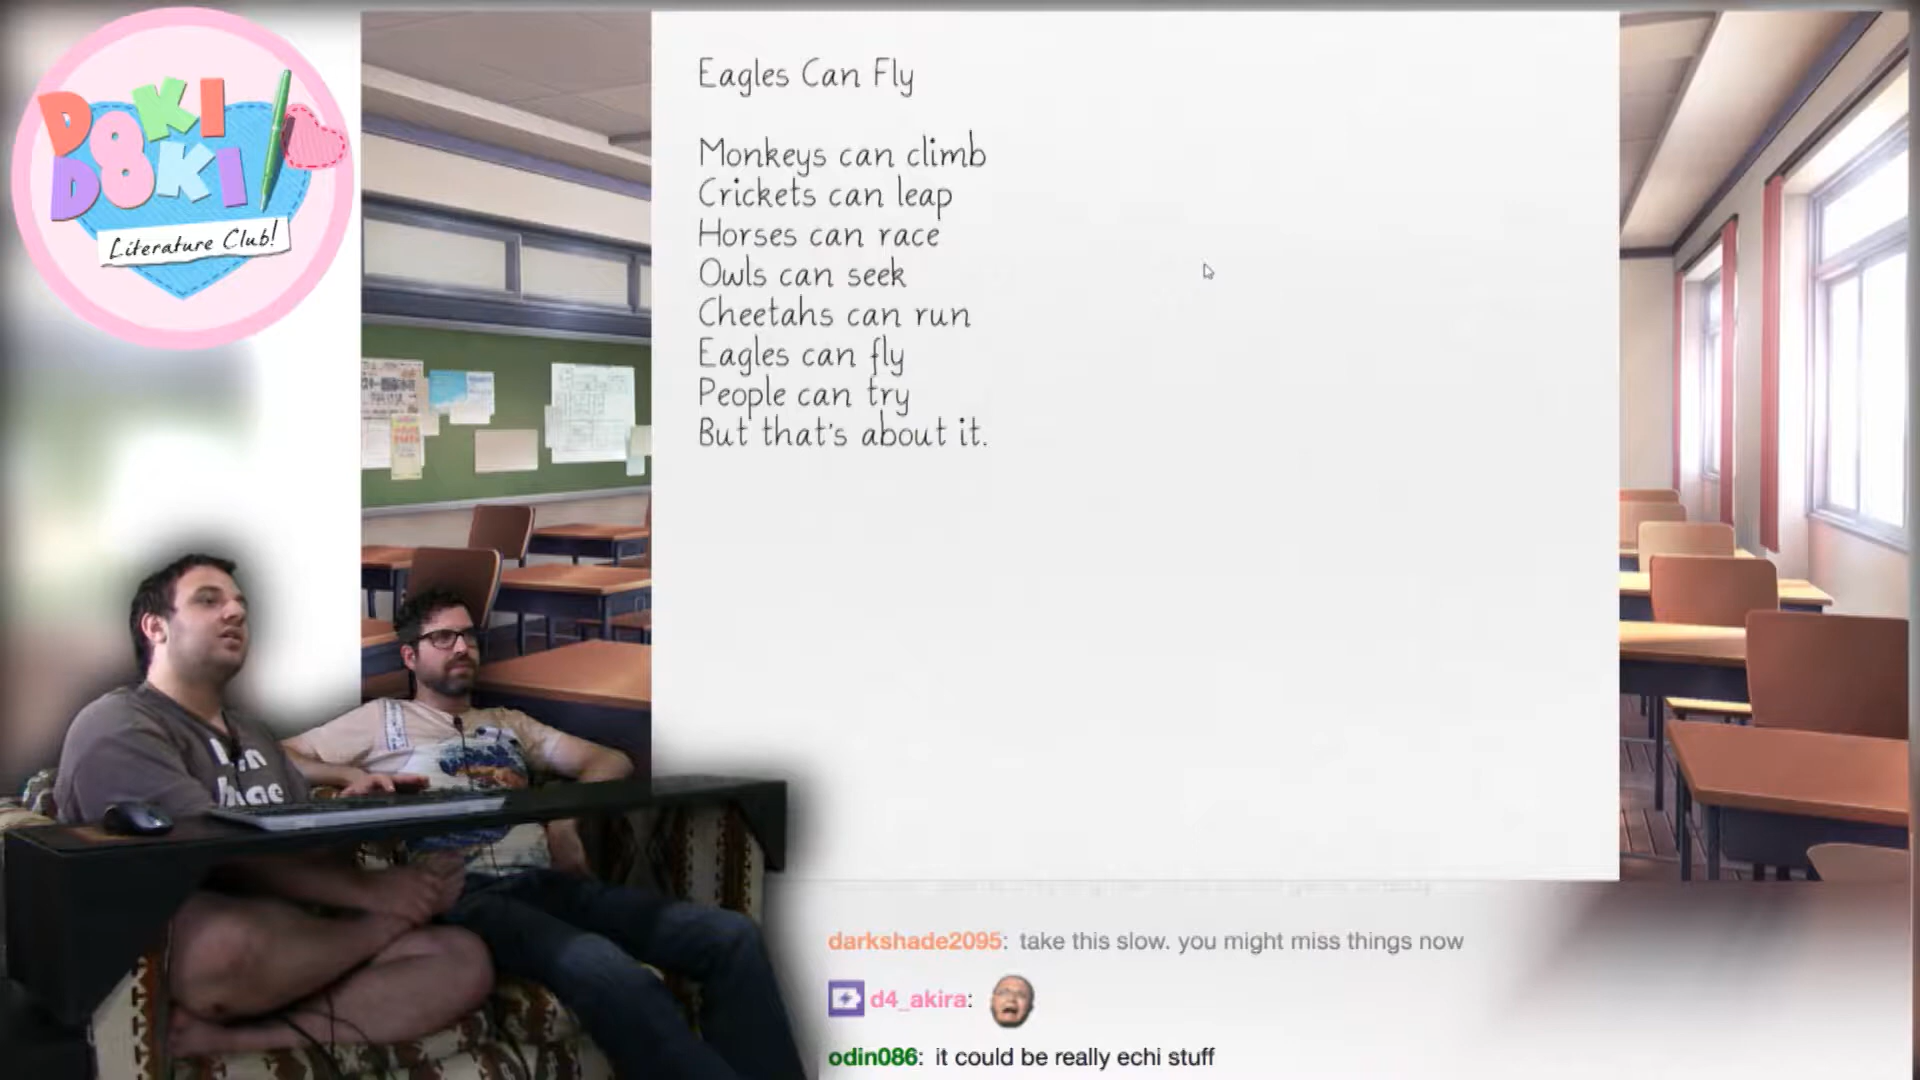 DOKI
DOKI
Literature Club!
Eagles Can Fly
Monkeys can climb
Crickets can leap
Horses can race
Owls can seek
Cheetahs can run
Eagles can fly
People can try
But that's about it.
darkshade2095: take this slow. you might miss things now
d4_akira:
odin086: it could be really echi stuff